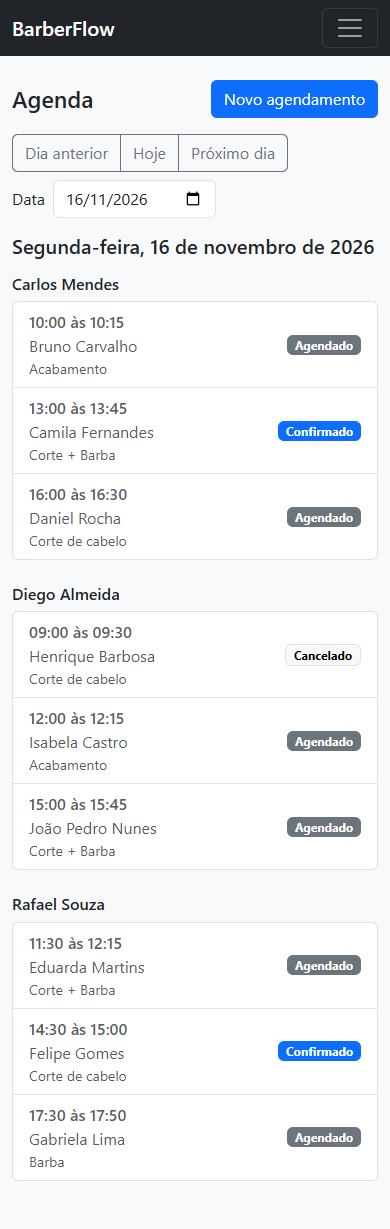 BarberFlow
Agenda
Novo agendamento
Dia anterior
Hoje
Próximo dia
Data 16/11/2026
Segunda-feira, 16 de novembro de 2026
Carlos Mendes
10:00 às 10:15
Bruno Carvalho
Agendado
Acabamento
13:00 às 13:45
Camila Fernandes
Confirmado
Corte + Barba
16:00 às 16:30
Daniel Rocha
Agendado
Corte de cabelo
Diego Almeida
09:00 às 09:30
Henrique Barbosa
Cancelado
Corte de cabelo
12:00 às 12:15
Isabela Castro
Agendado
Acabamento
15:00 às 15:45
João Pedro Nunes
Agendado
Corte + Barba
Rafael Souza
11:30 às 12:15
Eduarda Martins
Agendado
Corte + Barba
14:30 às 15:00
Felipe Gomes
Confirmado
Corte de cabelo
17:30 às 17:50
Gabriela Lima
Agendado
Barba